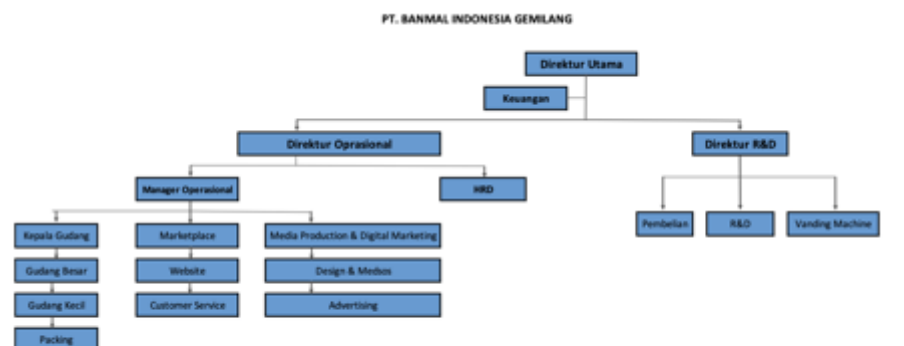 PT. BANMAL INDONESIA GEMILANG
Direktur Utama
Keuangan
Direktur Oprasional
Direktur R&D
Manager Operasional
HRD
Kepala Gudang
Marketplace
Media Production & Digital Marketing
Pembelian
R&D
Vanding Machine
Gudang Besar
Website
Design & Medsos
Gudang Kecil
Customer Service
Advertising
Packing